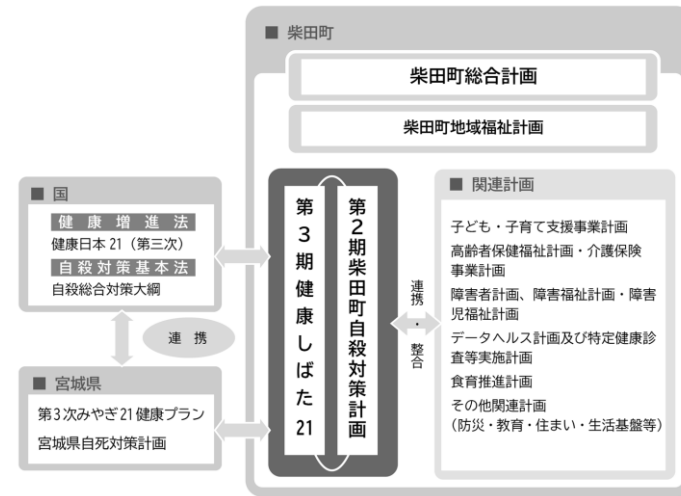 ■ 柴田町
柴田町総合計画
柴田町地域福祉計画
■ 国
健康増進法
健康日本21（第三次）
自殺対策基本法
自殺総合対策大綱
連携
■ 宮城県
第3次みやぎ21健康プラン
宮城県自死対策計画
第3期健康しばた21
第2期柴田町自殺対策計画
連携・整合
■ 関連計画
子ども・子育て支援事業計画
高齢者保健福祉計画・介護保険
事業計画
障害者計画、障害福祉計画・障害
児福祉計画
データヘルス計画及び特定健康診
査等実施計画
食育推進計画
その他関連計画
（防災・教育・住まい・生活基盤等）